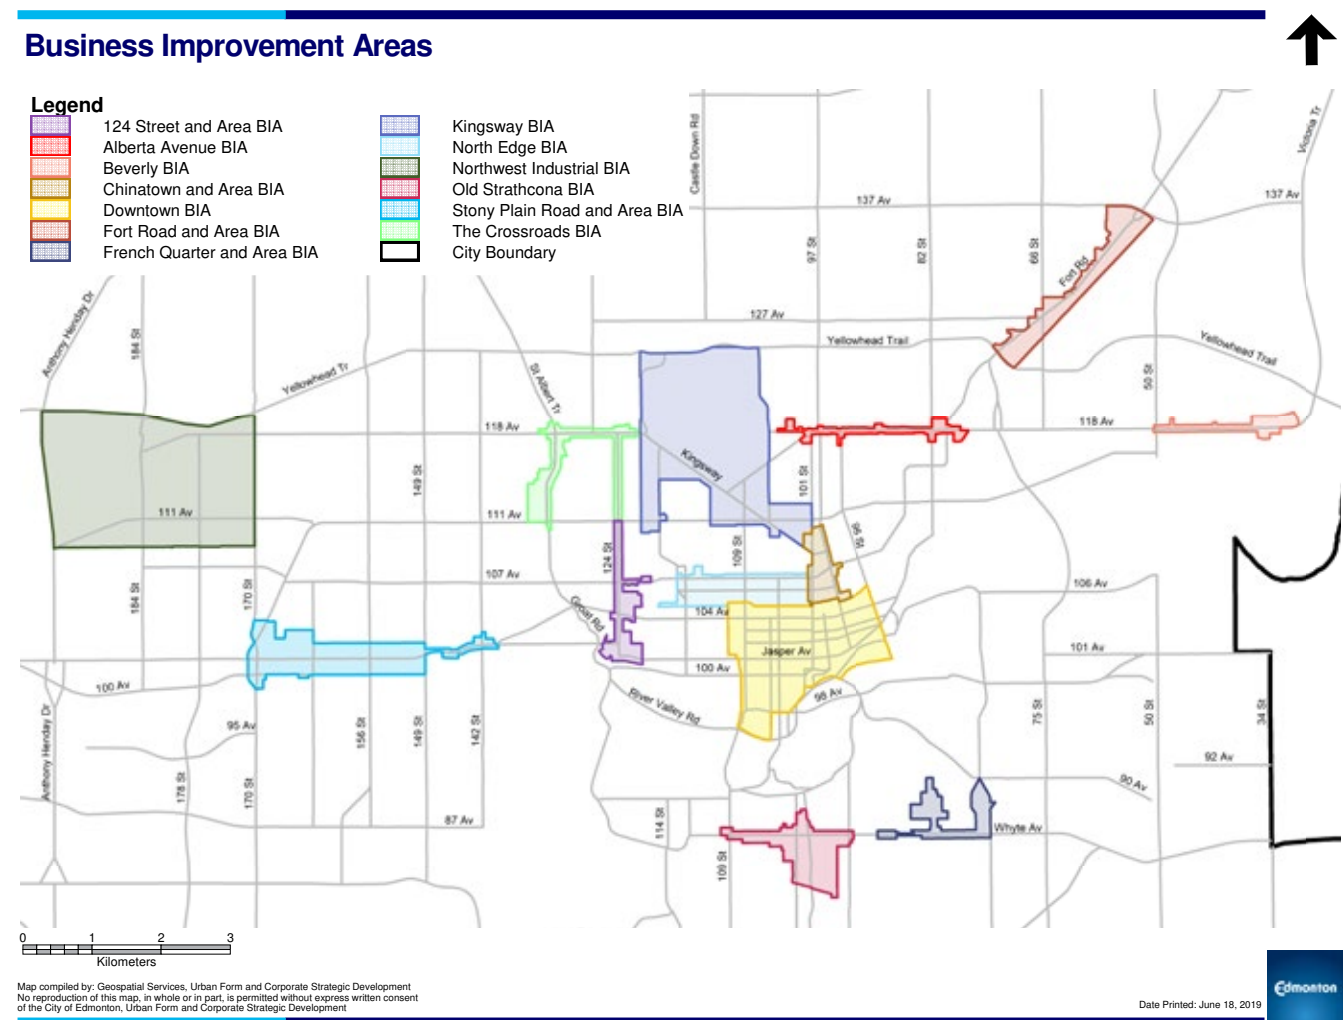 Business Improvement Areas
Legend
124 Street and Area BIA
Alberta Avenue BIA
Beverly BIA
Chinatown and Area BIA
Downtown BIA
Fort Road and Area BIA
French Quarter and Area BIA
Kingsway BIA
North Edge BIA
Northwest Industrial BIA
Old Strathcona BIA
Stony Plain Road and Area BIA
The Crossroads BIA
City Boundary
Castle Down Rd
Victoria Tr
137 Av
137 Av
97 St
82 St
66 St
Fort Rd
Anthony Henday Dr
184 St
127 Av
Yellowhead Trail
Yellowhead Trail
Yellowhead Tr
St Albert Tr
50 St
118 Av
118 Av
Kingsway
149 St
101 St
111 Av
111 Av
96 St
124 St
109 St
107 Av
106 Av
184 St
170 St
Groat Rd
104 Av
Jasper Av
101 Av
100 Av
100 Av
98 Av
River Valley Rd
Anthony Henday Dr
95 Av
156 St
149 St
142 St
75 St
50 St
34 St
92 Av
90 Av
178 St
170 St
87 Av
114 St
109 St
Whyte Av
0 1 2 3
Kilometers
Map compiled by: Geospatial Services, Urban Form and Corporate Strategic Development
No reproduction of this map, in whole or in part, is permitted without express written consent
of the City of Edmonton, Urban Form and Corporate Strategic Development
Date Printed: June 18, 2019
Edmonton